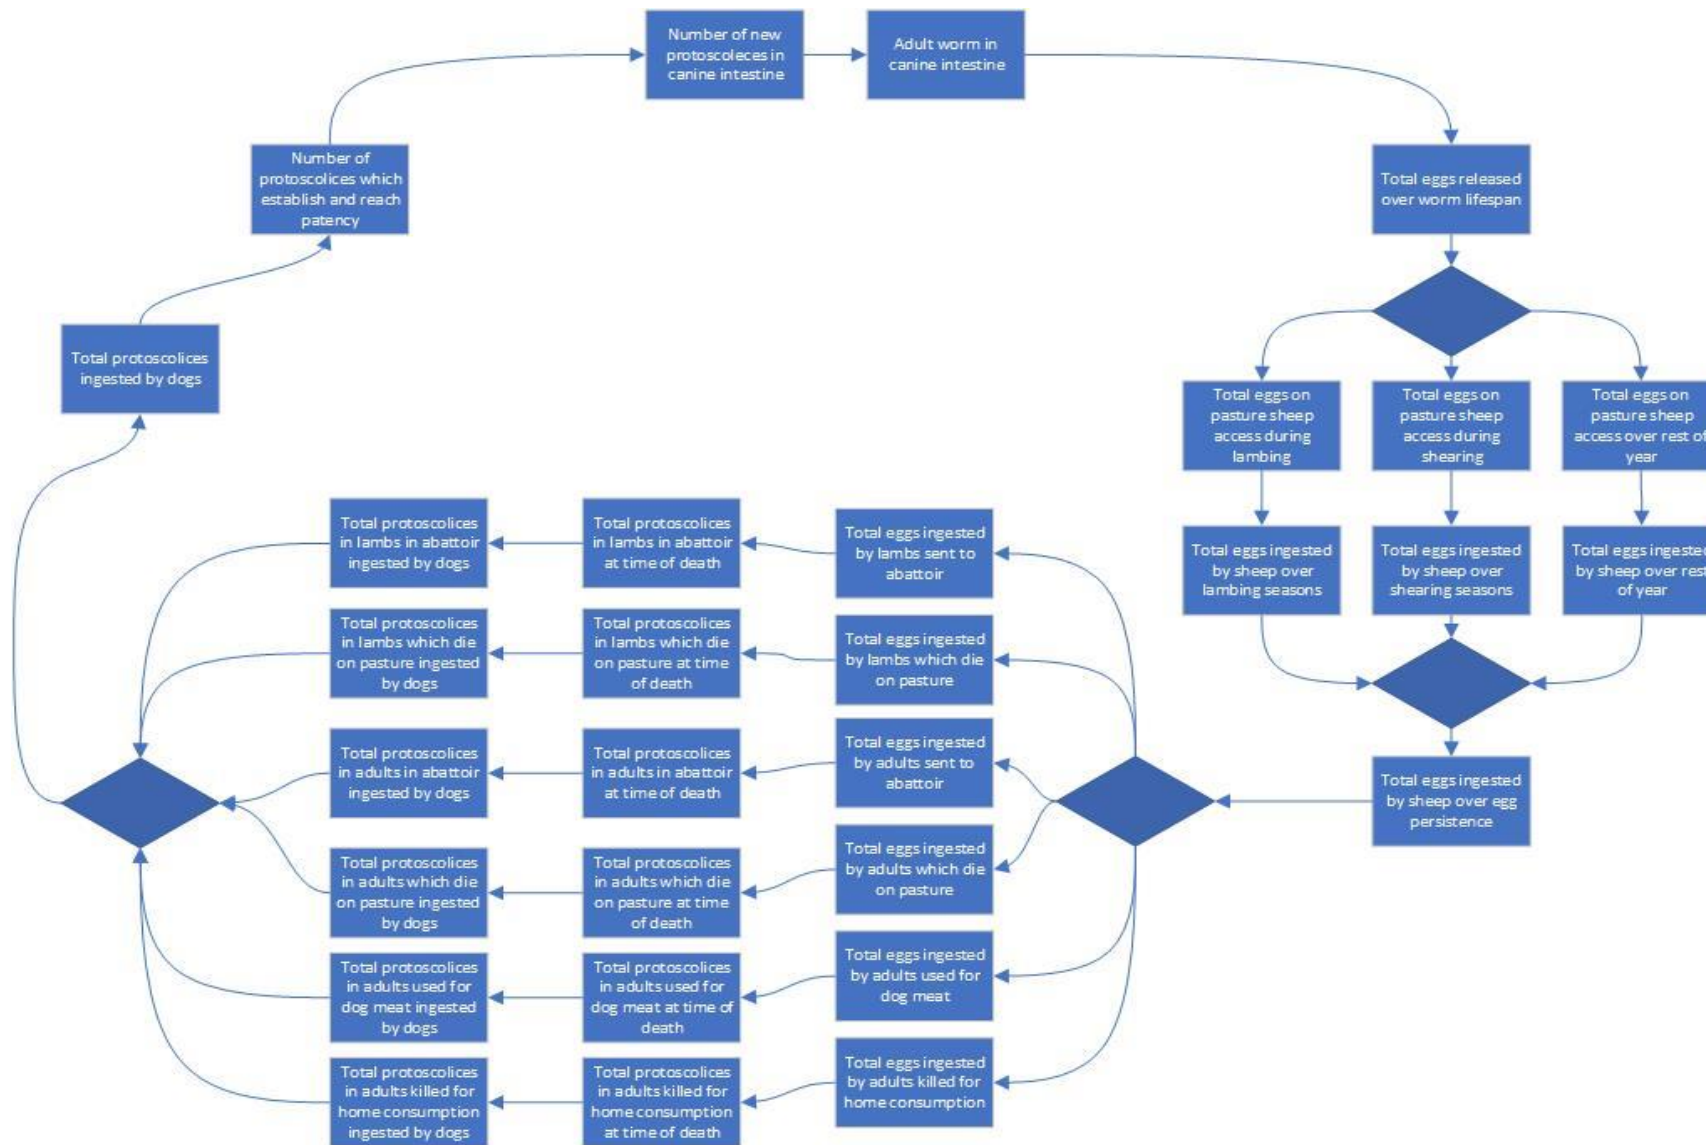 Number of new
protoscoleces in
canine intestine
Adult worm in
canine intestine
Number of
protoscolices which
establish and reach
patency
Total eggs released
over worm lifespan
Total protoscolices
ingested by dogs
Total eggs on
pasture sheep
access during
lambing
Total eggs on
pasture sheep
access during
shearing
Total eggs on
pasture sheep
access over rest of
year
Total eggs ingested
by sheep over
lambing seasons
Total eggs ingested
by sheep over
shearing seasons
Total eggs ingested
by sheep over rest
of year
Total protoscolices
in lambs in abattoir
ingested by dogs
Total protoscolices
in lambs in abattoir
at time of death
Total eggs ingested
by lambs sent to
abattoir
Total protoscolices
in lambs which die
on pasture ingested
by dogs
Total protoscolices
in lambs which die
on pasture at time
of death
Total eggs ingested
by lambs which die
on pasture
Total protoscolices
in adults in abattoir
ingested by dogs
Total protoscolices
in adults in abattoir
at time of death
Total eggs ingested
by adults sent to
abattoir
Total eggs ingested
by sheep over egg
persistence
Total protoscolices
in adults which die
on pasture ingested
by dogs
Total protoscolices
in adults which die
on pasture at time
of death
Total eggs ingested
by adults which die
on pasture
Total protoscolices
in adults used for
dog meat ingested
by dogs
Total protoscolices
in adults used for
dog meat at time of
death
Total eggs ingested
by adults used for
dog meat
Total protoscolices
in adults killed for
home consumption
ingested by dogs
Total protoscolices
in adults killed for
home consumption
at time of death
Total eggs ingested
by adults killed for
home consumption